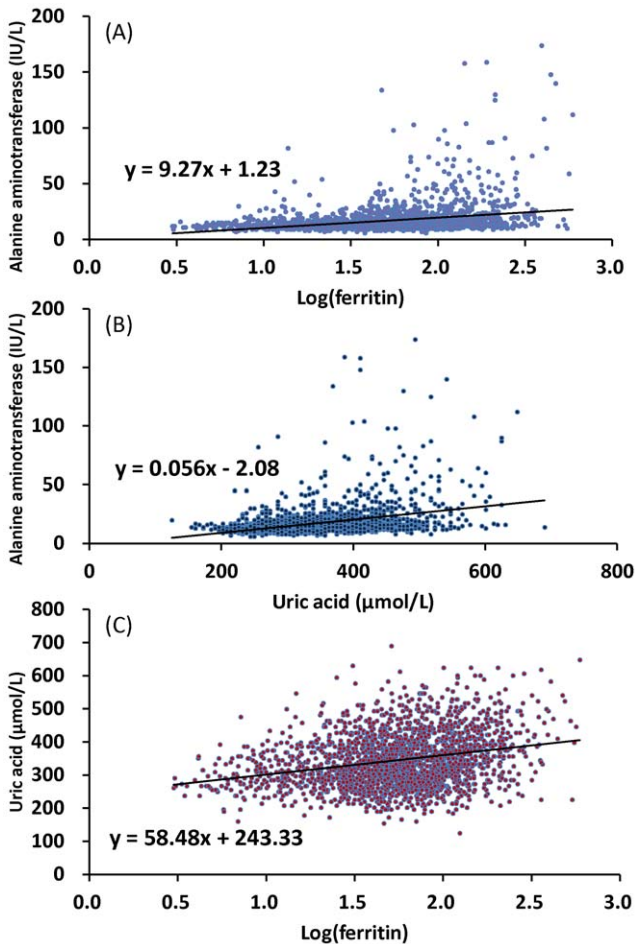 (A)
200
150
100
50
0
Alanine aminotransferase (IU/L)
y = 9.27x + 1.23
0.0 0.5 1.0 1.5 2.0 2.5 3.0
Log(ferritin)
(B)
200
150
100
50
0
Alanine aminotransferase (IU/L)
y = 0.056x - 2.08
0 200 400 600 800
Uric acid (µmol/L)
(C)
800
700
600
500
400
300
200
100
0
Uric acid (µmol/L)
y = 58.48x + 243.33
0.0 0.5 1.0 1.5 2.0 2.5 3.0
Log(ferritin)